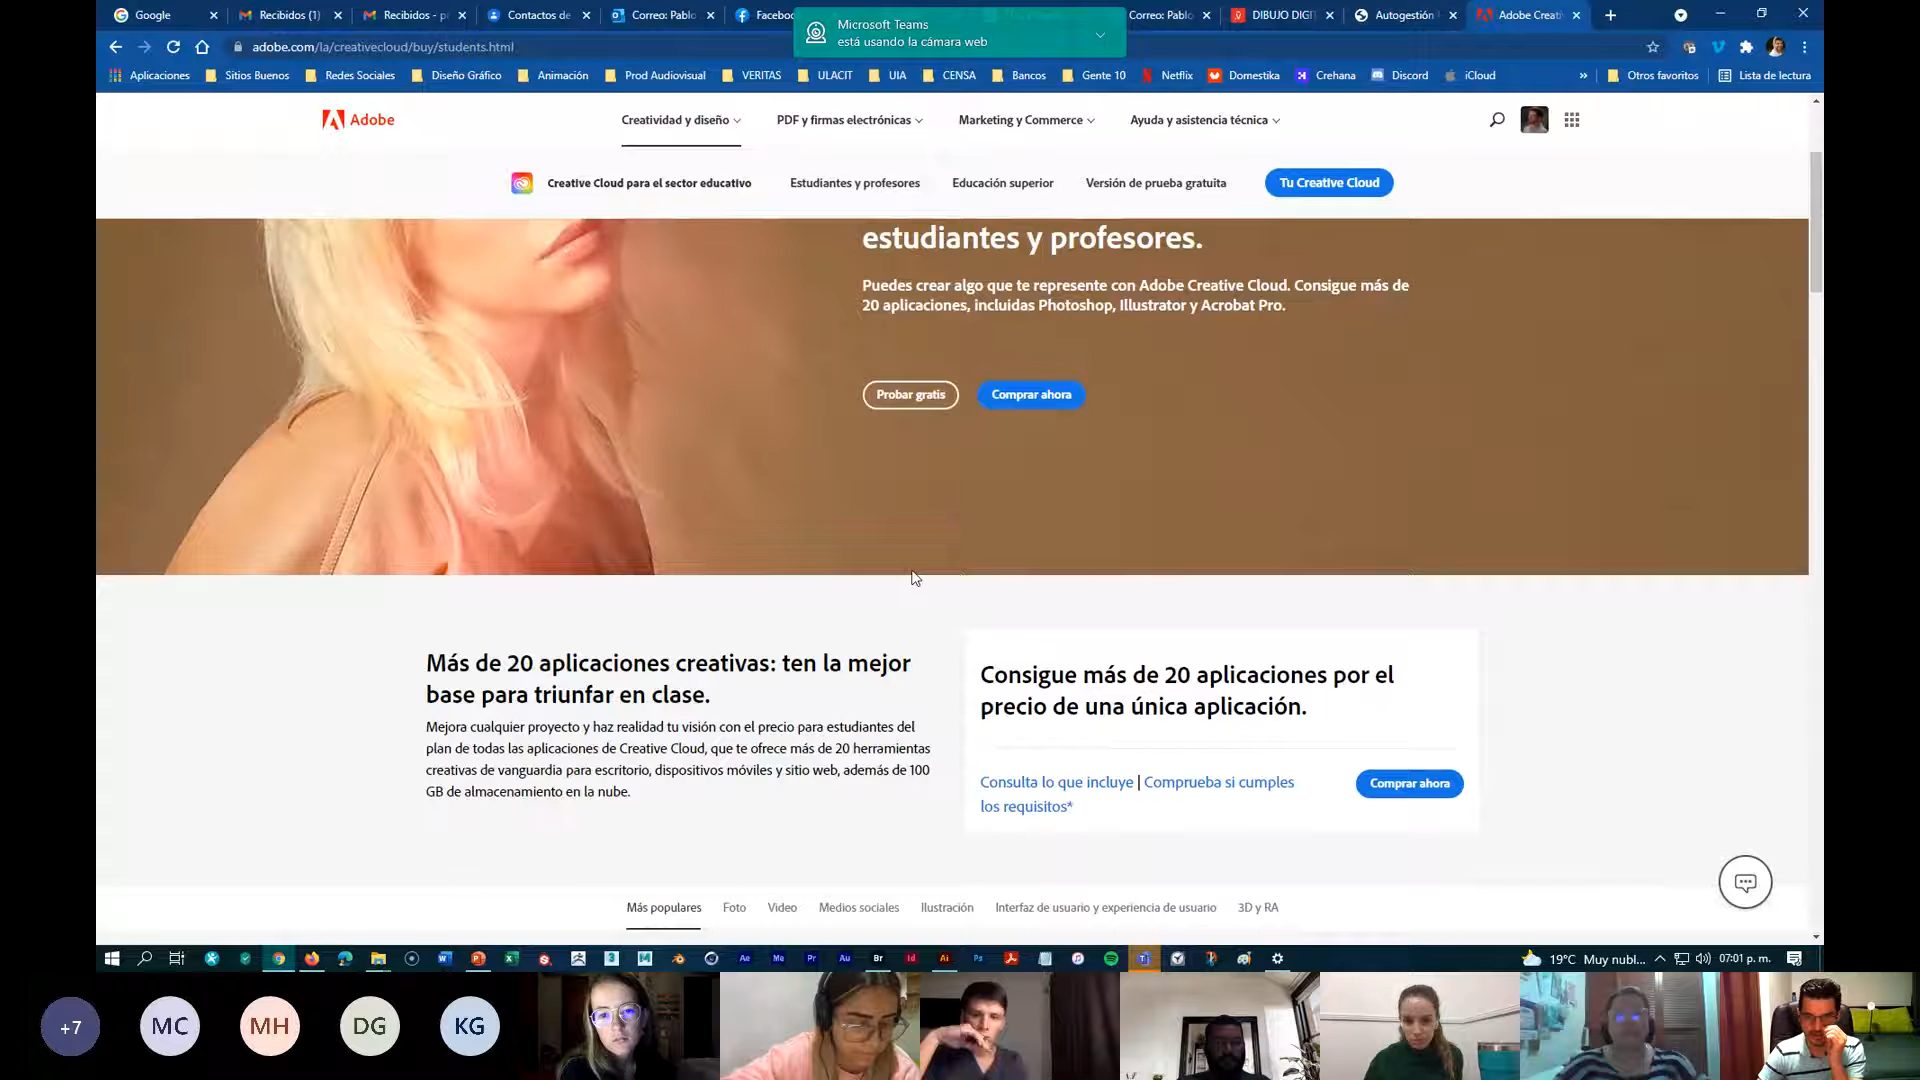 Google
Recibidos (1)
Recibidos - p
Contactos de
Correo: Pablo
Facebo
Correo: Pablo
DIBUJO DIGI
Autogestión
Adobe Creati
Microsoft Teams
está usando la cámara web
adobe.com/la/creativecloud/buy/students.html
Aplicaciones
Sitios Buenos
Redes Sociales
Diseño Gráfico
Animación
Prod Audiovisual
VERITAS
ULACIT
UIA
CENSA
Bancos
Gente 10
Netflix
Domestika
Crehana
Discord
iCloud
»
Otros favoritos
Lista de lectura
Adobe
Creatividad y diseño
PDF y firmas electrónicas
Marketing y Commerce
Ayuda y asistencia técnica
Creative Cloud para el sector educativo
Estudiantes y profesores
Educación superior
Versión de prueba gratuita
Tu Creative Cloud
estudiantes y profesores.
Puedes crear algo que te represente con Adobe Creative Cloud. Consigue más de
20 aplicaciones, incluidas Photoshop, Illustrator y Acrobat Pro.
Probar gratis
Comprar ahora
Más de 20 aplicaciones creativas: ten la mejor
base para triunfar en clase.
Mejora cualquier proyecto y haz realidad tu visión con el precio para estudiantes del
plan de todas las aplicaciones de Creative Cloud, que te ofrece más de 20 herramientas
creativas de vanguardia para escritorio, dispositivos móviles y sitio web, además de 100
GB de almacenamiento en la nube.
Consigue más de 20 aplicaciones por el
precio de una única aplicación.
Consulta lo que incluye | Comprueba si cumples
los requisitos*
Comprar ahora
Más populares
Foto
Video
Medios sociales
Ilustración
Interfaz de usuario y experiencia de usuario
3D y RA
Ae
Me
Pr
Au
Br
Id
Ai
Ps
19°C Muy nubl...
07:01 p. m.
+7
MC
MH
DG
KG